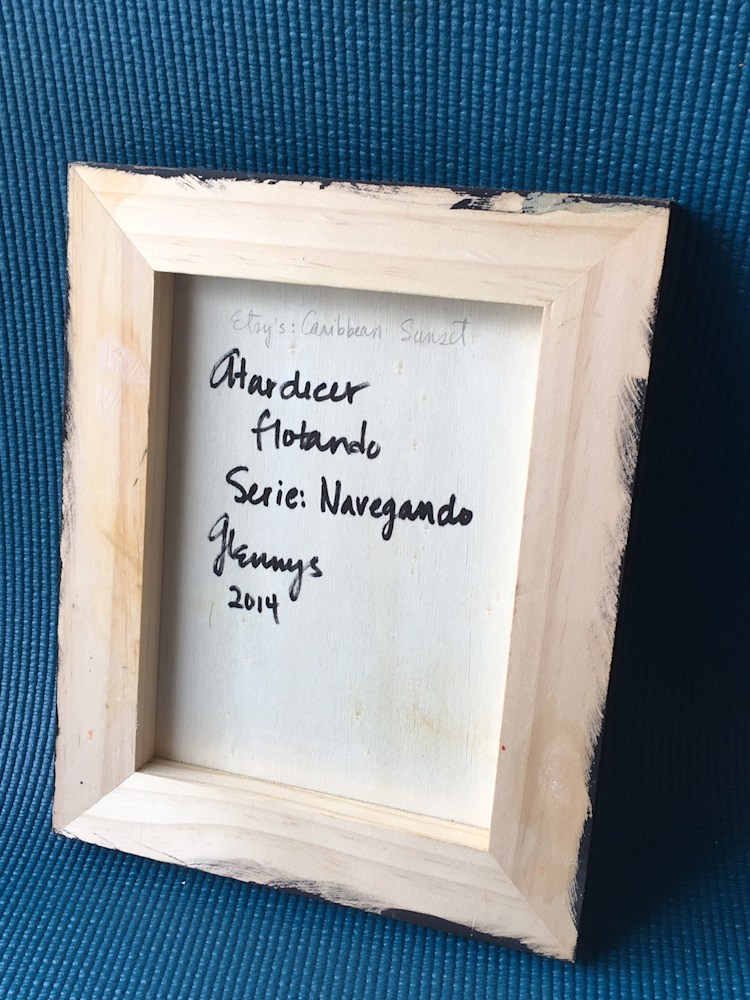 Etsy's: Caribbean Sunset
Atardecer
flotando
Serie: Navegando
Glennys
2014